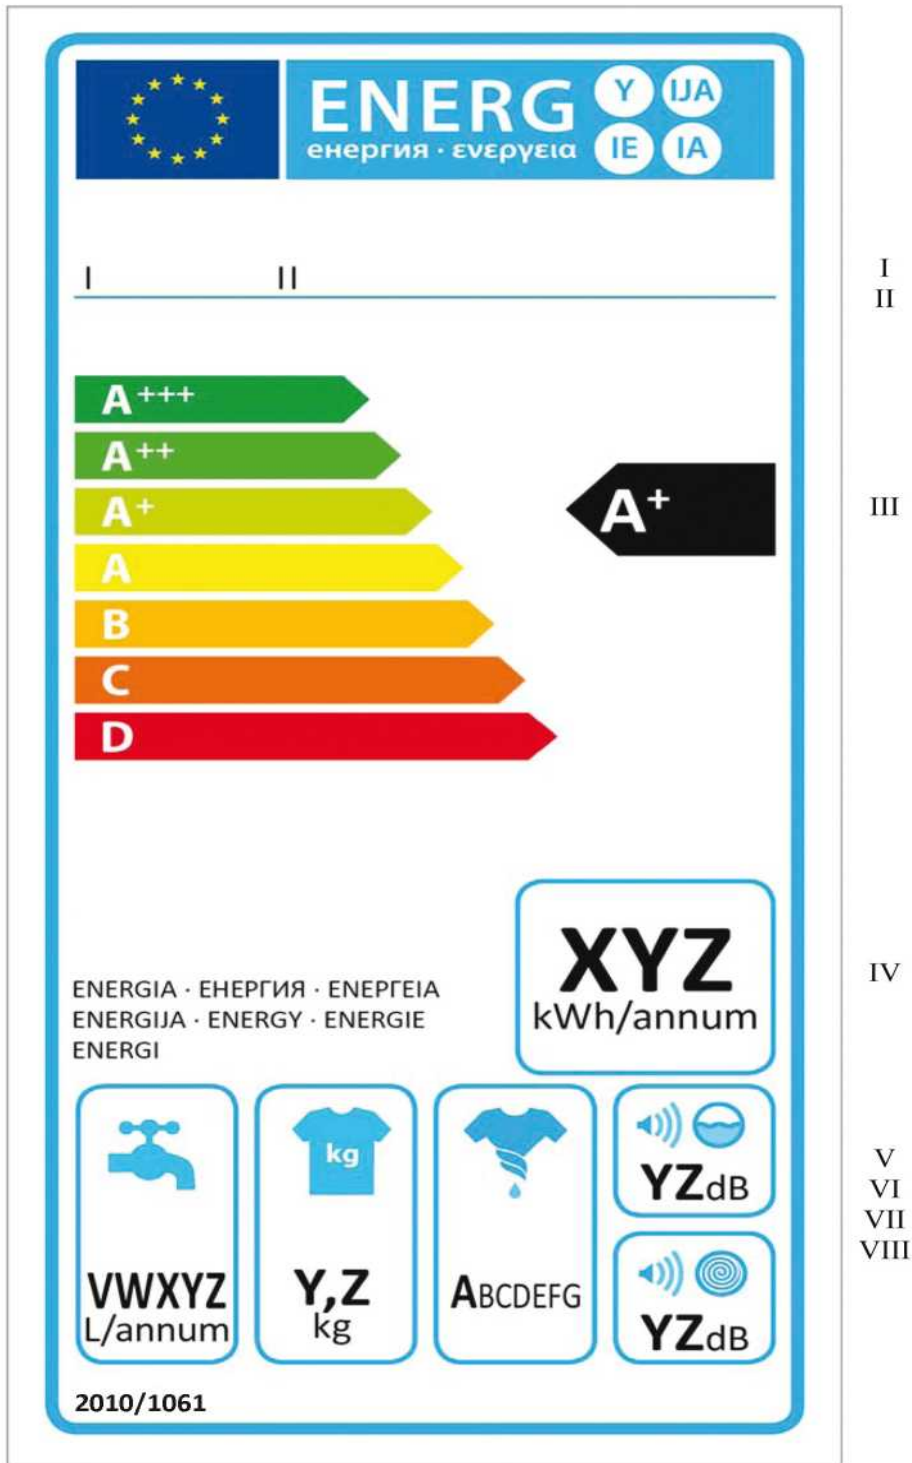 ENERG Y IJA
енергия · ενεργεια IE IA
I II
I
II
A+++
A++
A+
A+
III
A
B
C
D
XYZ
kWh/annum
IV
ENERGIA · ЕНЕРГИЯ · ΕΝΕΡΓΕΙΑ
ENERGIJA · ENERGY · ENERGIE
ENERGI
VWXYZ
L/annum
kg
Y,Z
kg
ABCDEFG
YZdB
YZdB
V
VI
VII
VIII
2010/1061